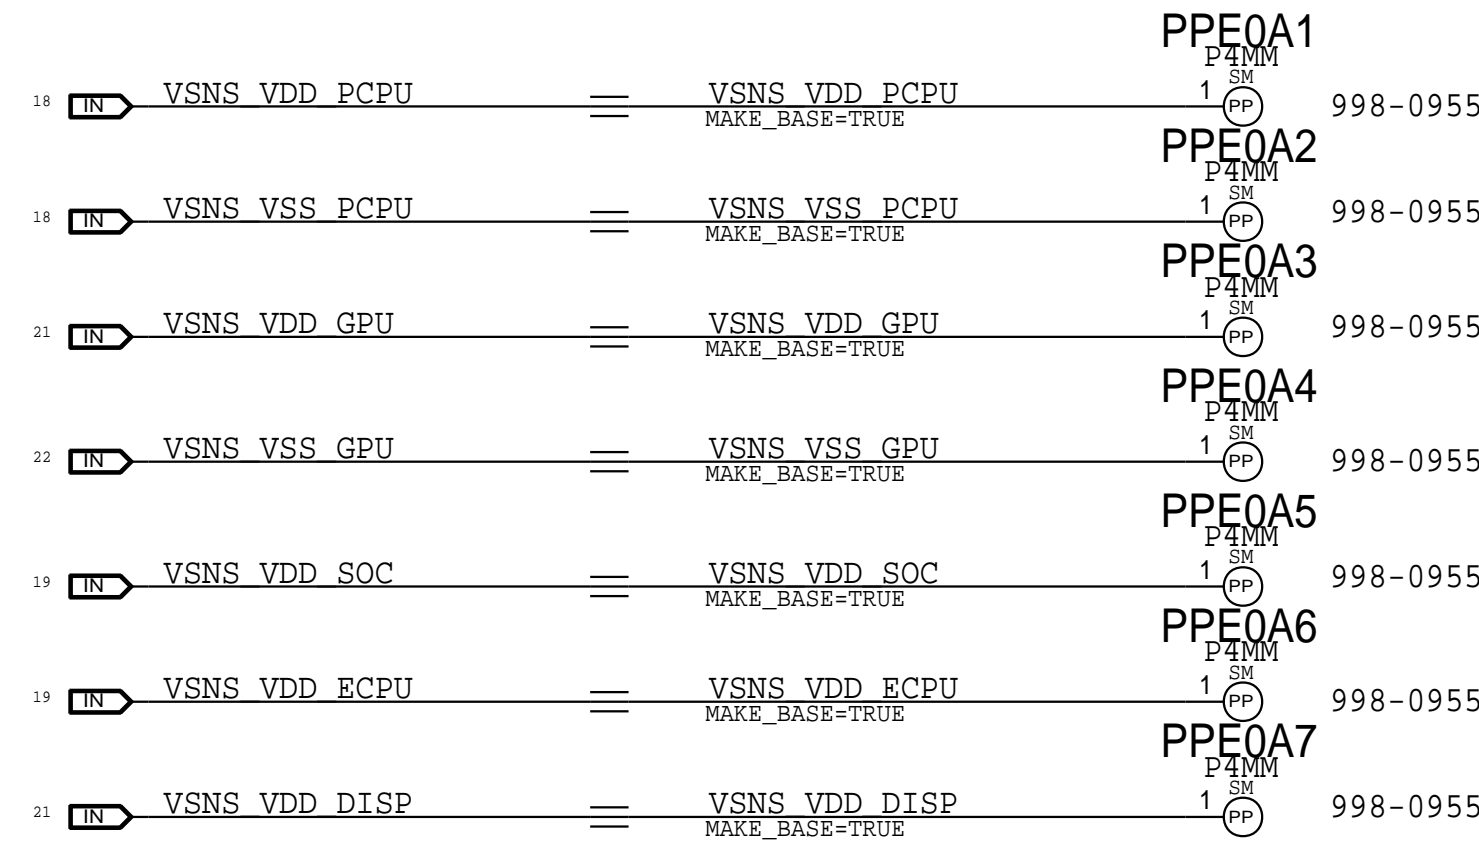 PPE0A1
P4MM
SM
18 IN VSNS_VDD_PCPU VSNS_VDD_PCPU 1 PP 998-0955
MAKE_BASE=TRUE
PPE0A2
P4MM
SM
18 IN VSNS_VSS_PCPU VSNS_VSS_PCPU 1 PP 998-0955
MAKE_BASE=TRUE
PPE0A3
P4MM
SM
21 IN VSNS_VDD_GPU VSNS_VDD_GPU 1 PP 998-0955
MAKE_BASE=TRUE
PPE0A4
P4MM
SM
22 IN VSNS_VSS_GPU VSNS_VSS_GPU 1 PP 998-0955
MAKE_BASE=TRUE
PPE0A5
P4MM
SM
19 IN VSNS_VDD_SOC VSNS_VDD_SOC 1 PP 998-0955
MAKE_BASE=TRUE
PPE0A6
P4MM
SM
19 IN VSNS_VDD_ECPU VSNS_VDD_ECPU 1 PP 998-0955
MAKE_BASE=TRUE
PPE0A7
P4MM
SM
21 IN VSNS_VDD_DISP VSNS_VDD_DISP 1 PP 998-0955
MAKE_BASE=TRUE